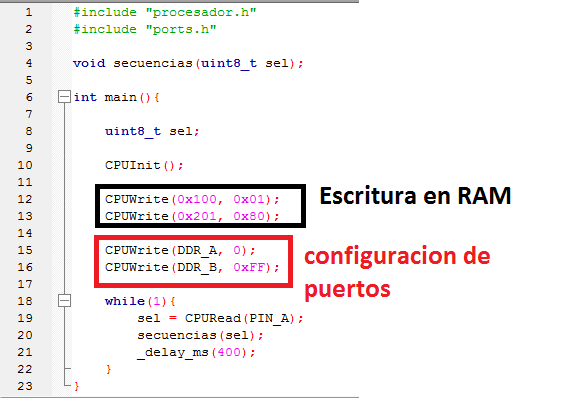 1 #include "procesador.h"
2 #include "ports.h"
3
4 void secuencias(uint8_t sel);
5
6 int main(){
7
8 uint8_t sel;
9
10 CPUInit();
11
12 CPUWrite(0x100, 0x01);
13 CPUWrite(0x201, 0x80);
Escritura en RAM
14
15 CPUWrite(DDR_A, 0);
16 CPUWrite(DDR_B, 0xFF);
configuracion de
puertos
17
18 while(1){
19 sel = CPURead(PIN_A);
20 secuencias(sel);
21 _delay_ms(400);
22 }
23 }